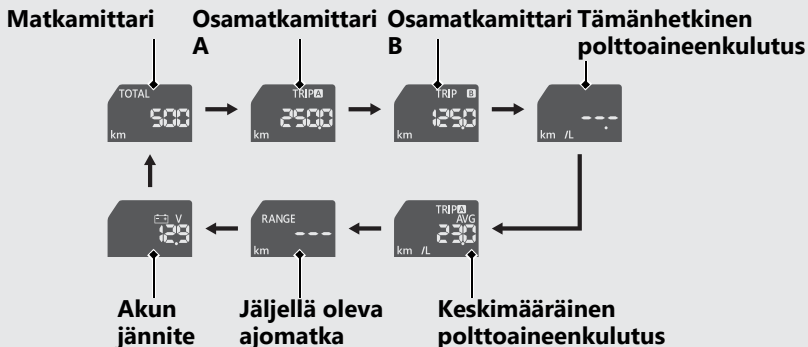 Matkamittari
Osamatkamittari
A
Osamatkamittari
B
Tämänhetkinen
polttoaineenkulutus
TOTAL
500
km
TRIP A
250.0
km
TRIP B
125.0
km
---.-
km /L
V
12.9
RANGE
---
km
TRIP A
AVG
23.0
km /L
Akun
jännite
Jäljellä oleva
ajomatka
Keskimääräinen
polttoaineenkulutus